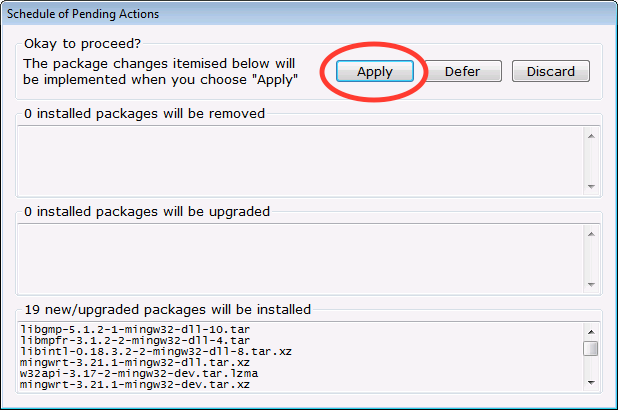 Schedule of Pending Actions
Okay to proceed?
The package changes itemised below will
be implemented when you choose "Apply"
Apply
Defer
Discard
0 installed packages will be removed
0 installed packages will be upgraded
19 new/upgraded packages will be installed
libgmp-5.1.2-1-mingw32-dll-10.tar
libmpfr-3.1.2-2-mingw32-dll-4.tar
libintl-0.18.3.2-2-mingw32-dll-8.tar.xz
mingwrt-3.21.1-mingw32-dll.tar.xz
w32api-3.17-2-mingw32-dev.tar.lzma
mingwrt-3.21.1-mingw32-dev.tar.xz